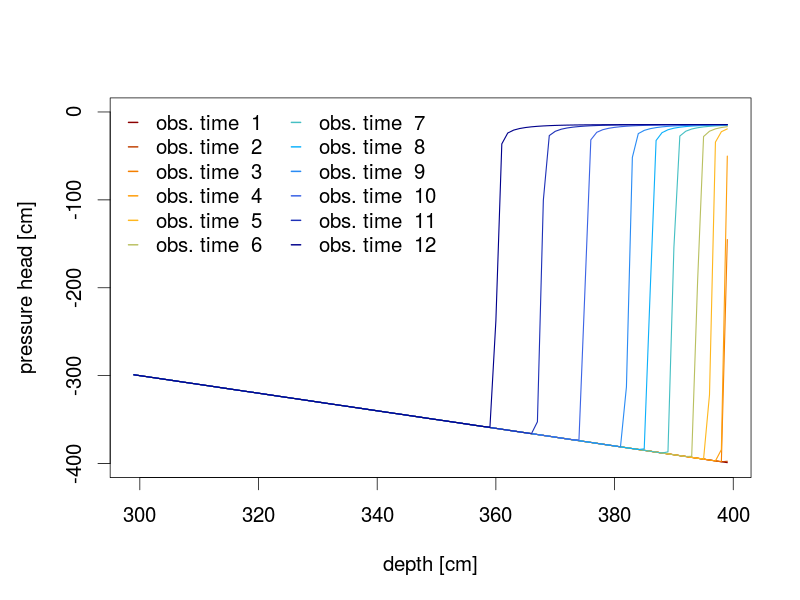 0
-100
-200
-300
-400
pressure head [cm]
obs. time 1
obs. time 2
obs. time 3
obs. time 4
obs. time 5
obs. time 6
obs. time 7
obs. time 8
obs. time 9
obs. time 10
obs. time 11
obs. time 12
300 320 340 360 380 400
depth [cm]